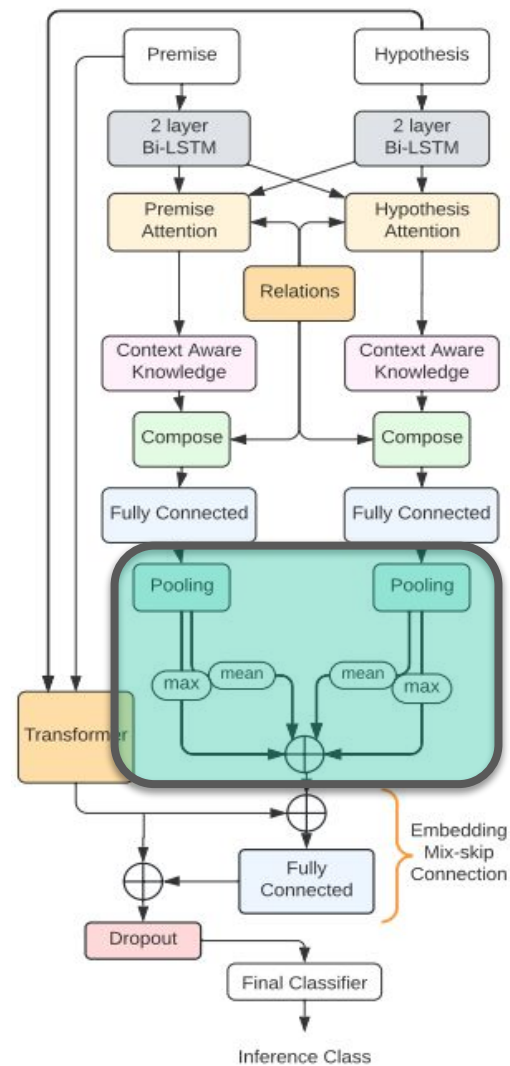 Premise
Hypothesis
2 layer
Bi-LSTM
2 layer
Bi-LSTM
Premise
Attention
Hypothesis
Attention
Relations
Context Aware
Knowledge
Context Aware
Knowledge
Compose
Compose
Fully Connected
Fully Connected
Pooling
Pooling
max
mean
mean
max
Transformer
Embedding
Mix-skip
Connection
Fully
Connected
Dropout
Final Classifier
Inference Class